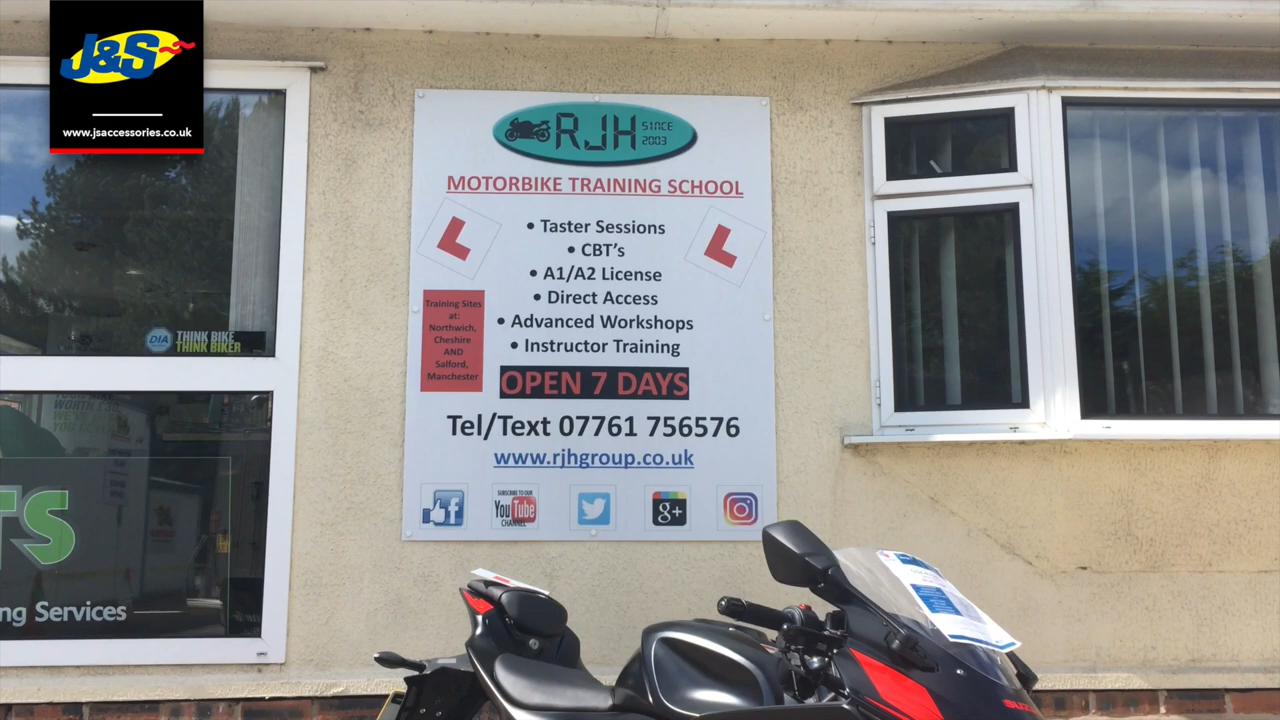 J&S
www.jsaccessories.co.uk
RJH SINCE 2003
MOTORBIKE TRAINING SCHOOL
• Taster Sessions
• CBT's
• A1/A2 License
• Direct Access
• Advanced Workshops
• Instructor Training
Training Sites
at:
Northwich,
Cheshire
AND
Salford,
Manchester
OPEN 7 DAYS
Tel/Text 07761 756576
www.rjhgroup.co.uk
f
SUBSCRIBE TO OUR
YouTube
CHANNEL
g+
DIA
THINK BIKE
THINK BIKER
TS
ng Services
SUZ